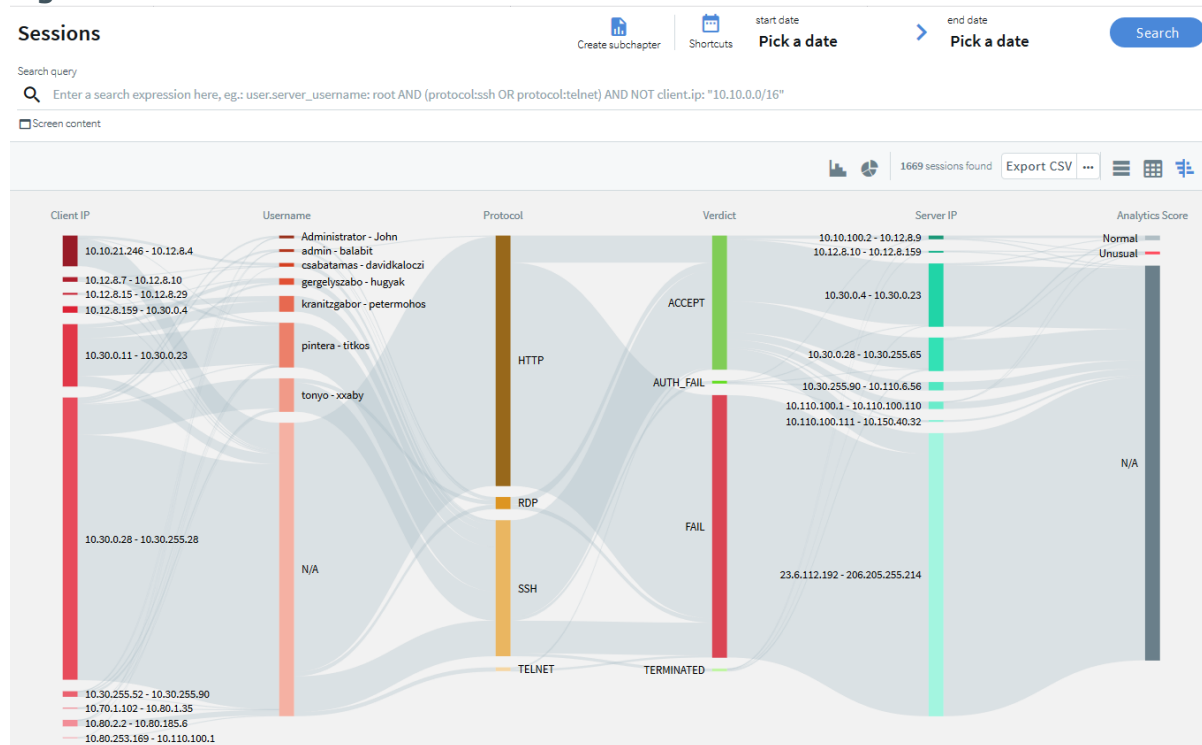 Sessions
Create subchapter
Shortcuts
start date
Pick a date
end date
Pick a date
Search
Search query
Enter a search expression here, eg.: user.server_username: root AND (protocol:ssh OR protocol:telnet) AND NOT client.ip: "10.10.0.0/16"
Screen content
1669 sessions found
Export CSV
...
Client IP
Username
Protocol
Verdict
Server IP
Analytics Score
10.10.21.246 - 10.12.8.4
10.12.8.7 - 10.12.8.10
10.12.8.15 - 10.12.8.29
10.12.8.159 - 10.30.0.4
10.30.0.11 - 10.30.0.23
10.30.0.28 - 10.30.255.28
10.30.255.52 - 10.30.255.90
10.70.1.102 - 10.80.1.35
10.80.2.2 - 10.80.185.6
10.80.253.169 - 10.110.100.1
Administrator - John
admin - balabit
csabatamas - davidkaloczi
gergelyszabo - hugyak
kranitzgabor - petermohos
pintera - titkos
tonyo - xxaby
N/A
HTTP
RDP
SSH
TELNET
ACCEPT
AUTH_FAIL
FAIL
TERMINATED
10.10.100.2 - 10.12.8.9
10.12.8.10 - 10.12.8.159
10.30.0.4 - 10.30.0.23
10.30.0.28 - 10.30.255.65
10.30.255.90 - 10.110.6.56
10.110.100.1 - 10.110.100.110
10.110.100.111 - 10.150.40.32
23.6.112.192 - 206.205.255.214
Normal
Unusual
N/A